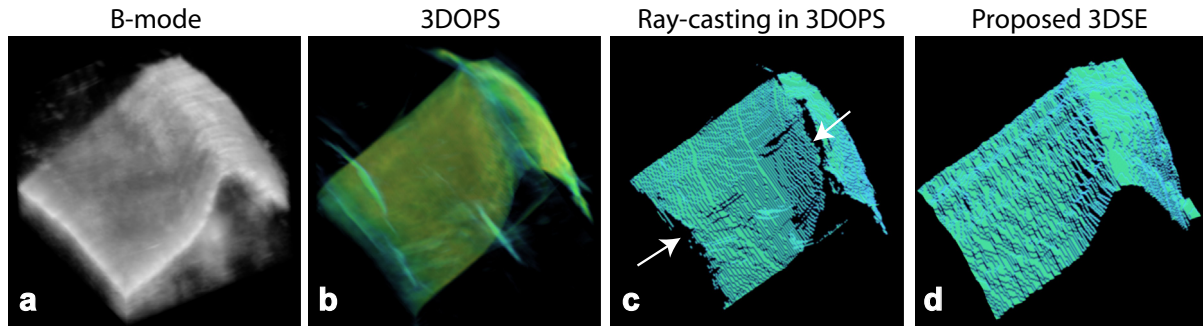 B-mode
3DOPS
Ray-casting in 3DOPS
Proposed 3DSE
a
b
c
d